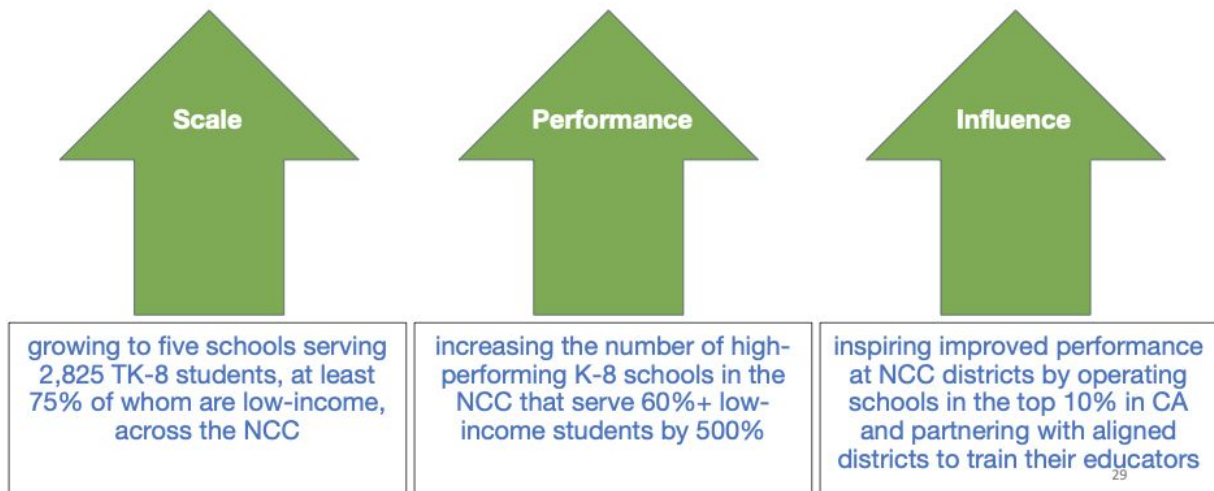 Scale
Performance
Influence
growing to five schools serving
2,825 TK-8 students, at least
75% of whom are low-income,
across the NCC
increasing the number of high-
performing K-8 schools in the
NCC that serve 60%+ low-
income students by 500%
inspiring improved performance
at NCC districts by operating
schools in the top 10% in CA
and partnering with aligned
districts to train their educators
29